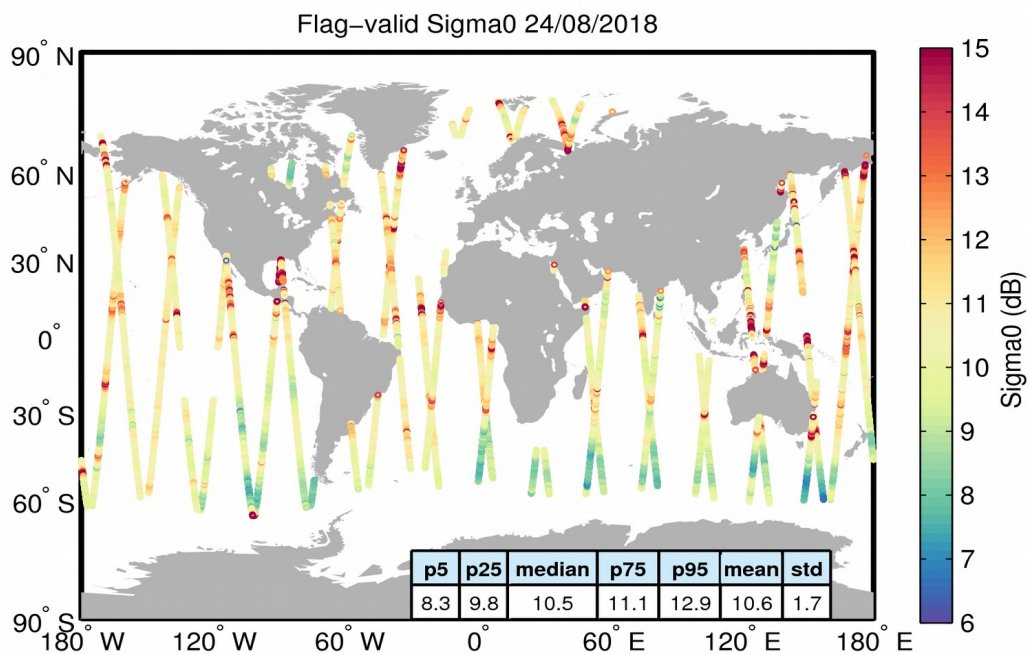 Flag−valid Sigma0 24/08/2018
90° N
60° N
30° N
0°
30° S
60° S
90° S
180° W
120° W
60° W
0°
60° E
120° E
180° E
15
14
13
12
11
10
9
8
7
6
Sigma0 (dB)
p5 p25 median p75 p95 mean std
8.3 9.8 10.5 11.1 12.9 10.6 1.7